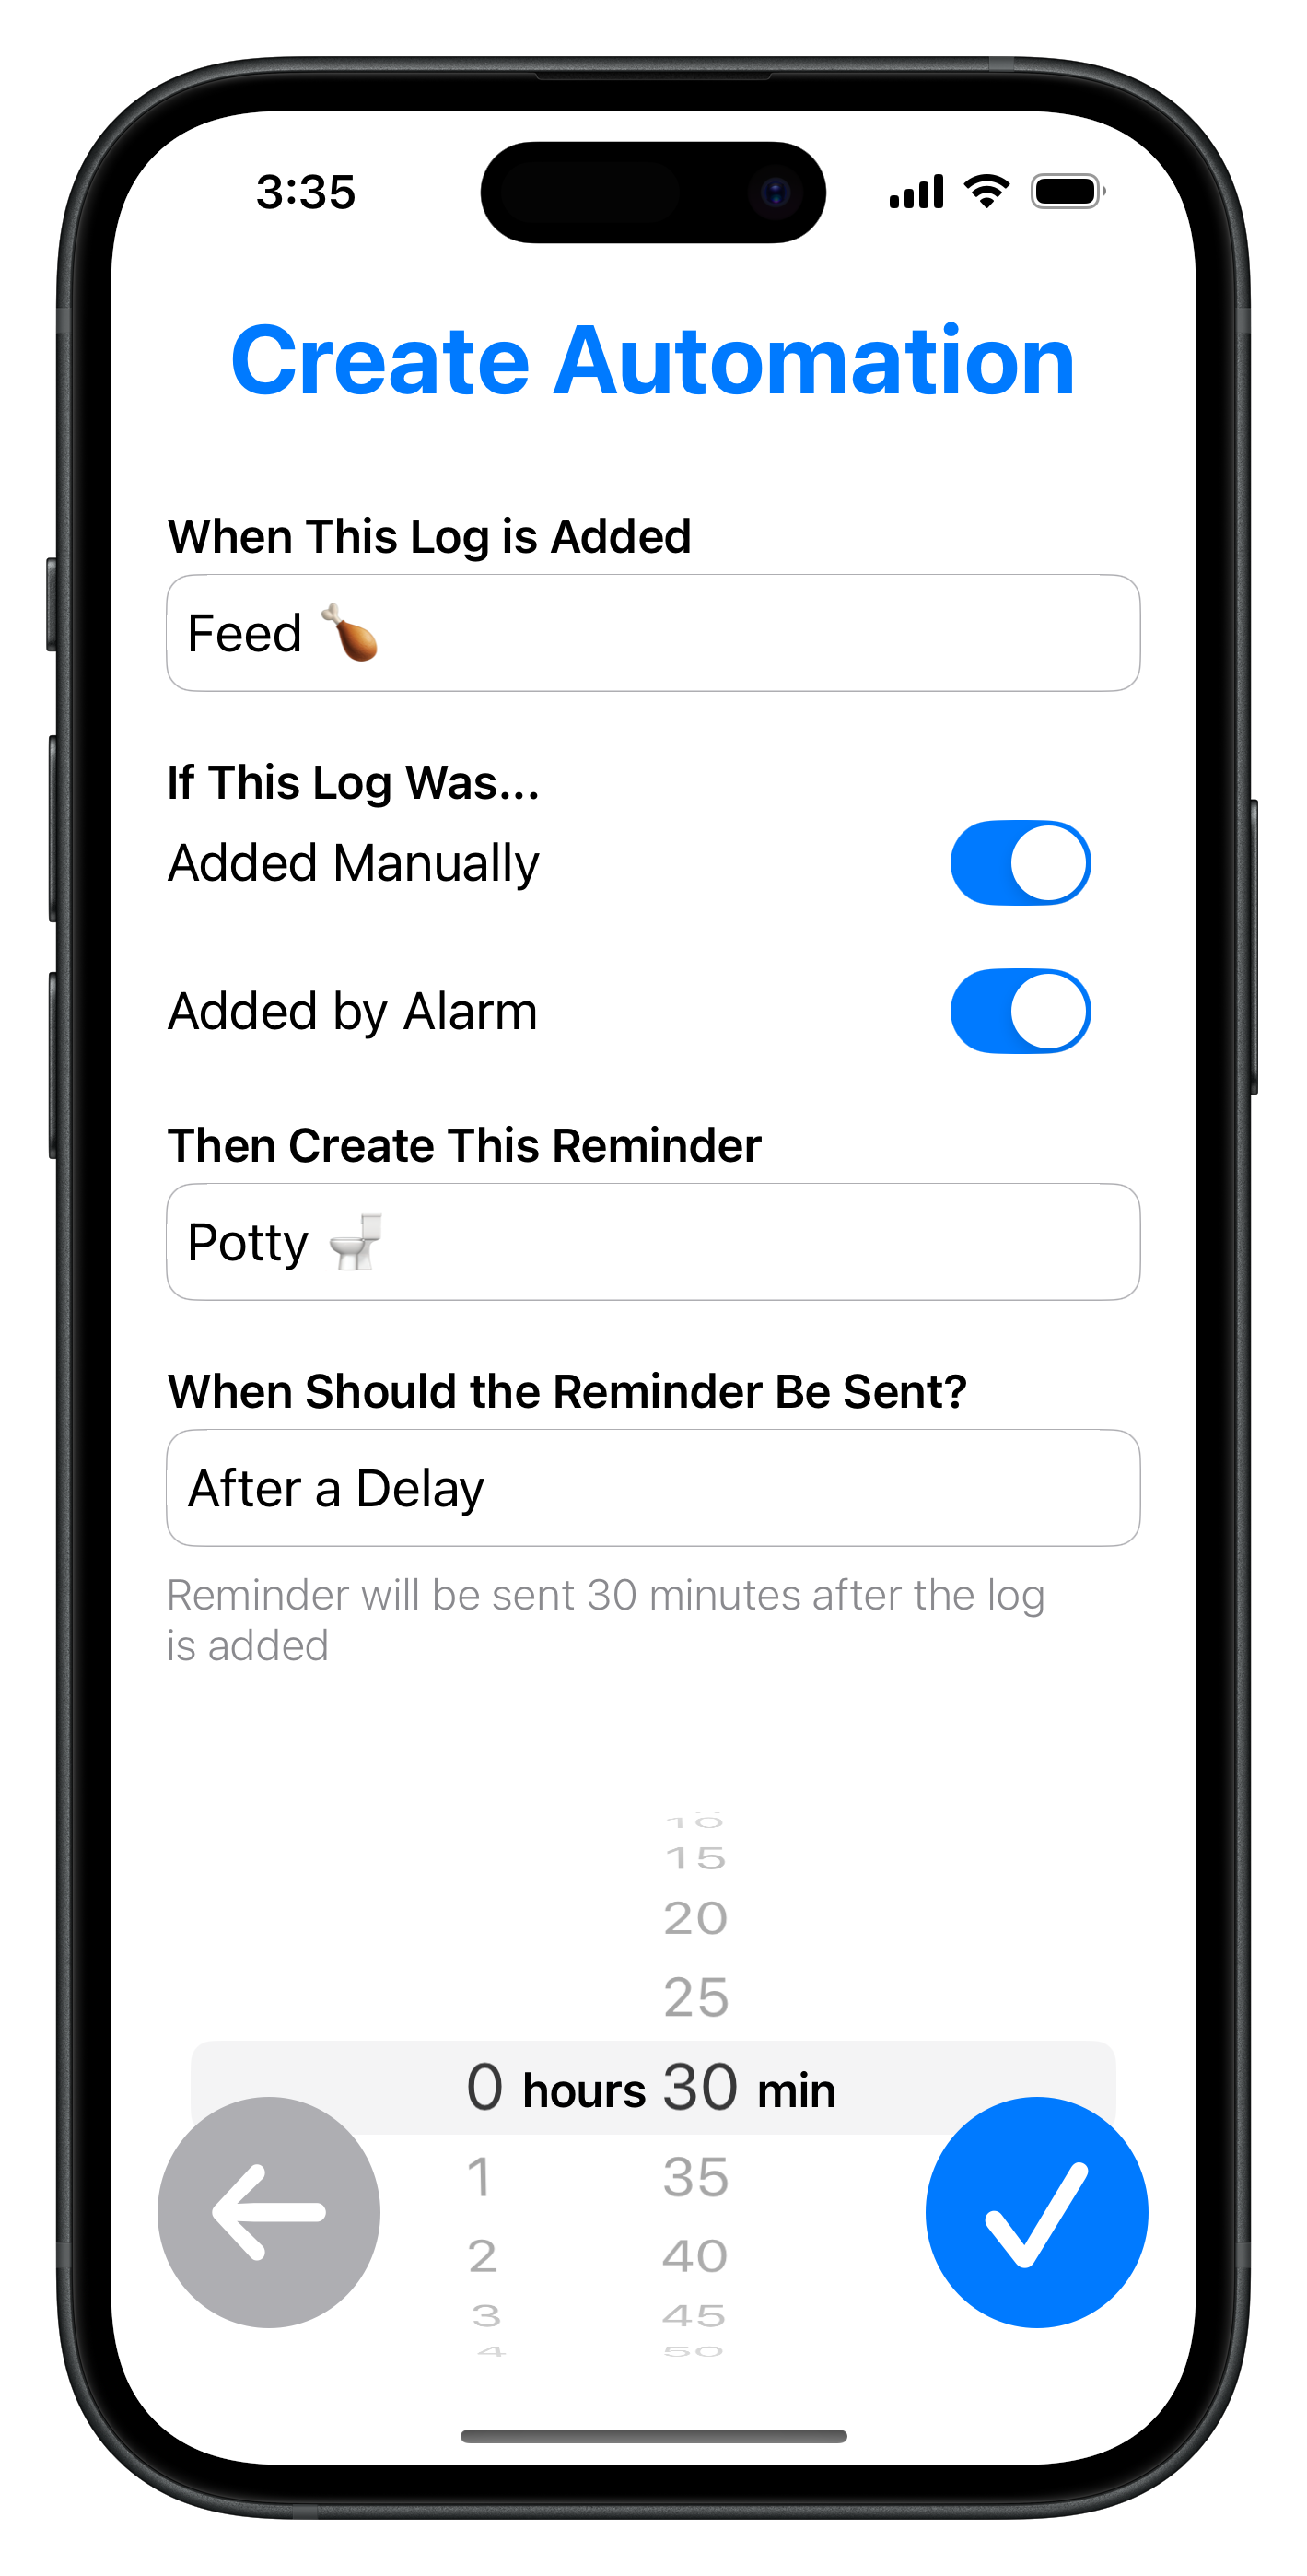 3:35
Create Automation
When This Log is Added
Feed 🍗
If This Log Was...
Added Manually
Added by Alarm
Then Create This Reminder
Potty 🚽
When Should the Reminder Be Sent?
After a Delay
Reminder will be sent 30 minutes after the log
is added
10
15
20
25
0 hours 30 min
1 35
2 40
3 45
4 50